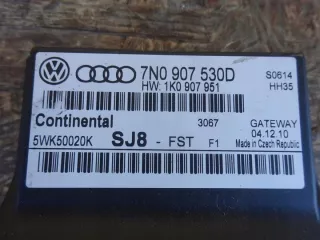 7N0 907 530D
S0614
HW: 1K0 907 951
HH35
Continental
3067
GATEWAY
5WK50020K
SJ8 - FST F1
04.12.10
Made in Czech Republic